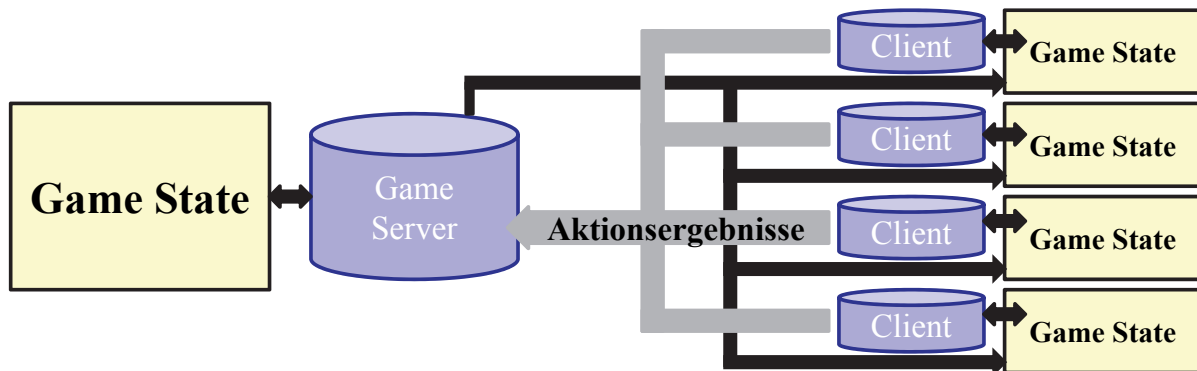 Game State
Game
Server
Aktionsergebnisse
Client
Game State
Client
Game State
Client
Game State
Client
Game State